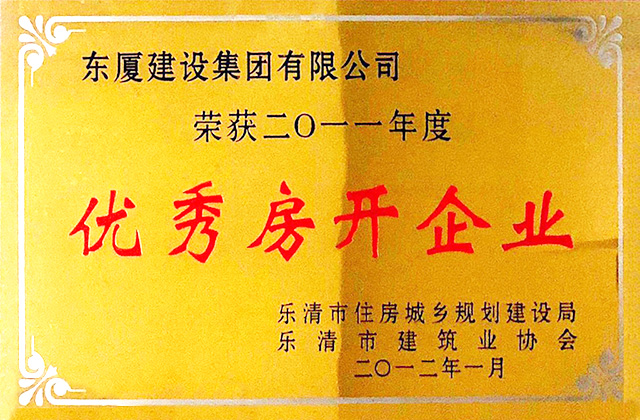 东厦建设集团有限公司
荣获二〇一一年度
优秀房开企业
乐清市住房城乡规划建设局
乐清市建筑业协会
二〇一二年一月